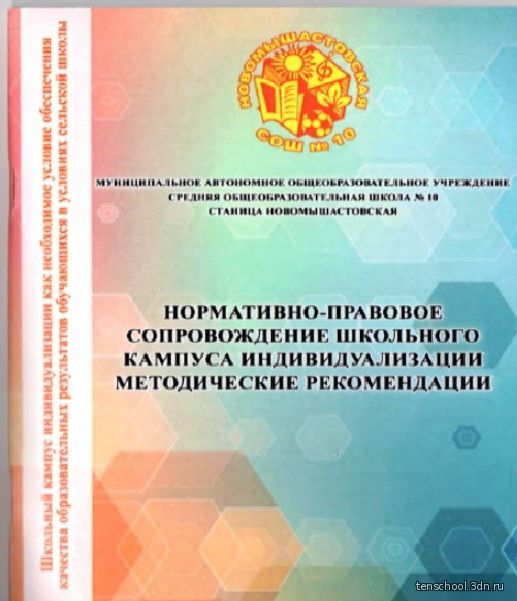 НОВОМЫШАСТОВСКАЯ
СОШ № 10
МУНИЦИПАЛЬНОЕ АВТОНОМНОЕ ОБЩЕОБРАЗОВАТЕЛЬНОЕ УЧРЕЖДЕНИЕ
СРЕДНЯЯ ОБЩЕОБРАЗОВАТЕЛЬНАЯ ШКОЛА № 10
СТАНИЦА НОВОМЫШАСТОВСКАЯ
НОРМАТИВНО-ПРАВОВОЕ
СОПРОВОЖДЕНИЕ ШКОЛЬНОГО
КАМПУСА ИНДИВИДУАЛИЗАЦИИ
МЕТОДИЧЕСКИЕ РЕКОМЕНДАЦИИ
Школьный кампус индивидуализации как необходимое условие обеспечения
качества образовательных результатов обучающихся в условиях сельской школы
tenschool.3dn.ru